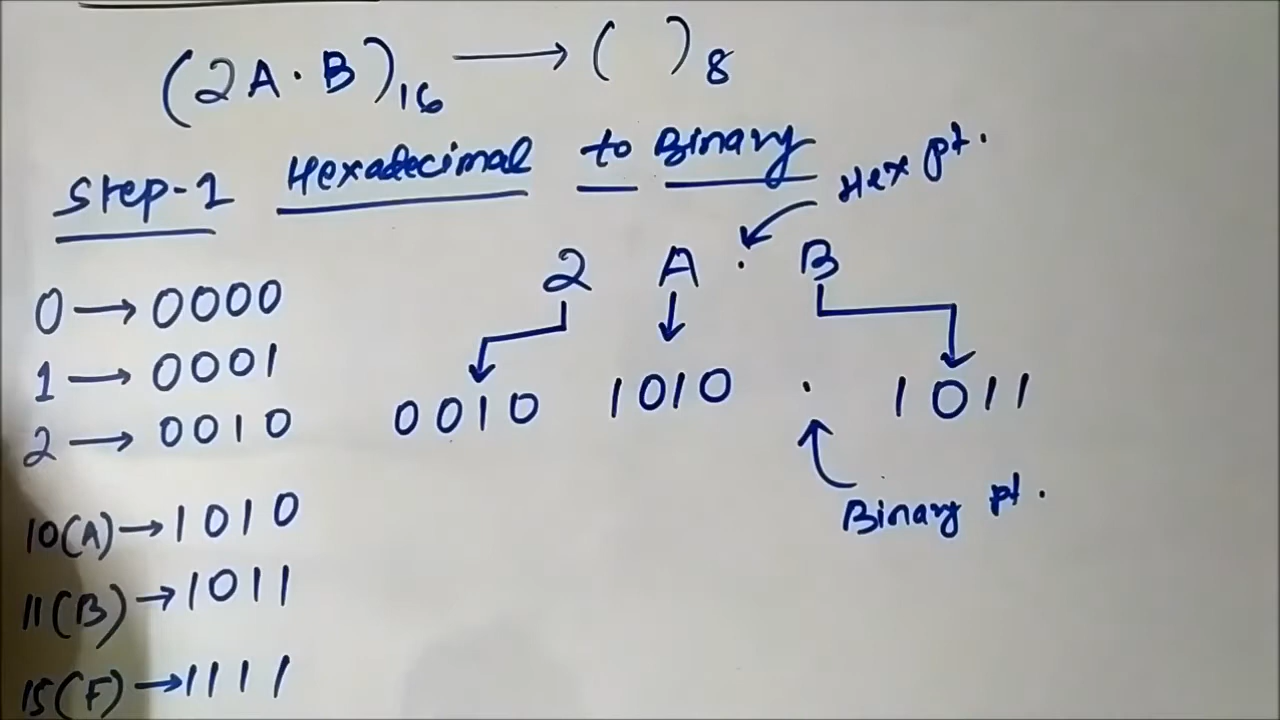 (2A.B)16 → ( )8
Step-1 Hexadecimal to Binary
Hex pt.
2 A . B
0 → 0000
1 → 0001
2 → 0010
0010 1010 . 1011
Binary pt.
10(A) → 1010
11(B) → 1011
15(F) → 1111